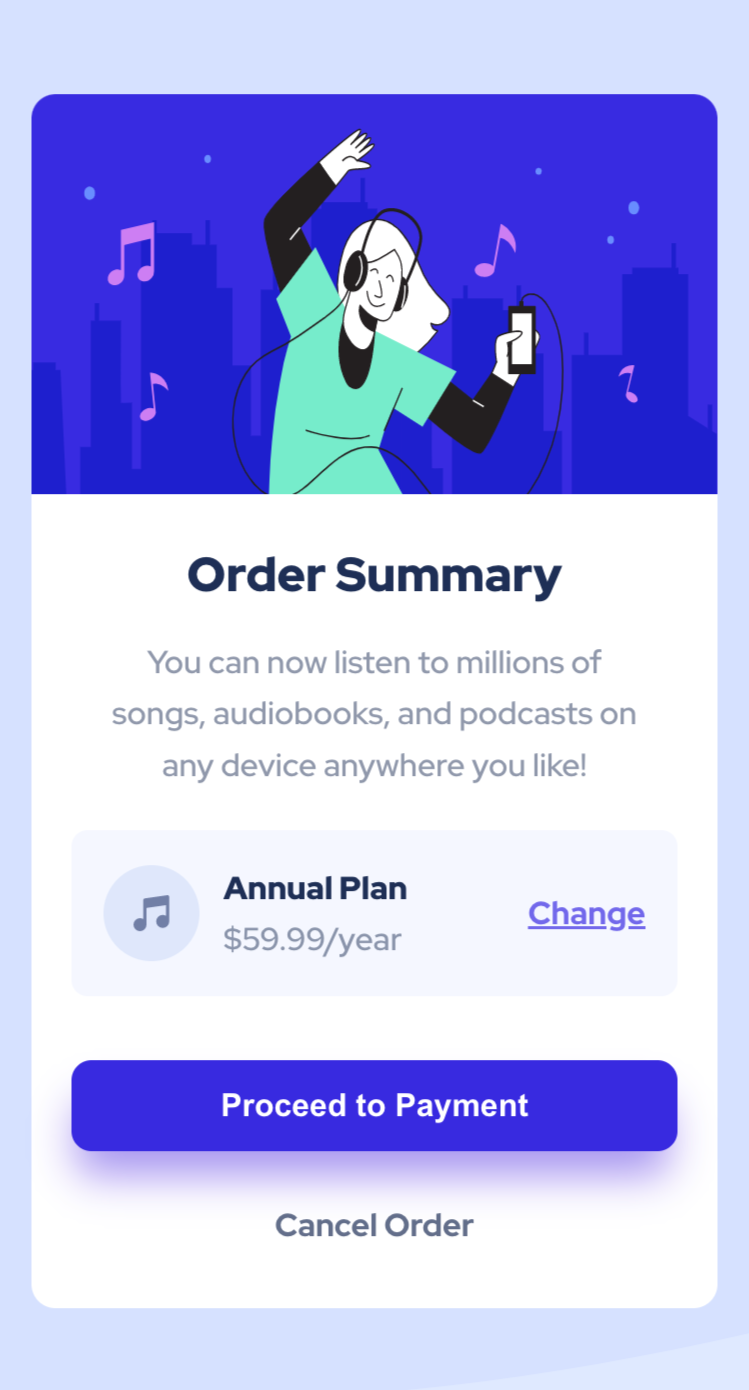 Order Summary
You can now listen to millions of
songs, audiobooks, and podcasts on
any device anywhere you like!
Annual Plan
$59.99/year
Change
Proceed to Payment
Cancel Order